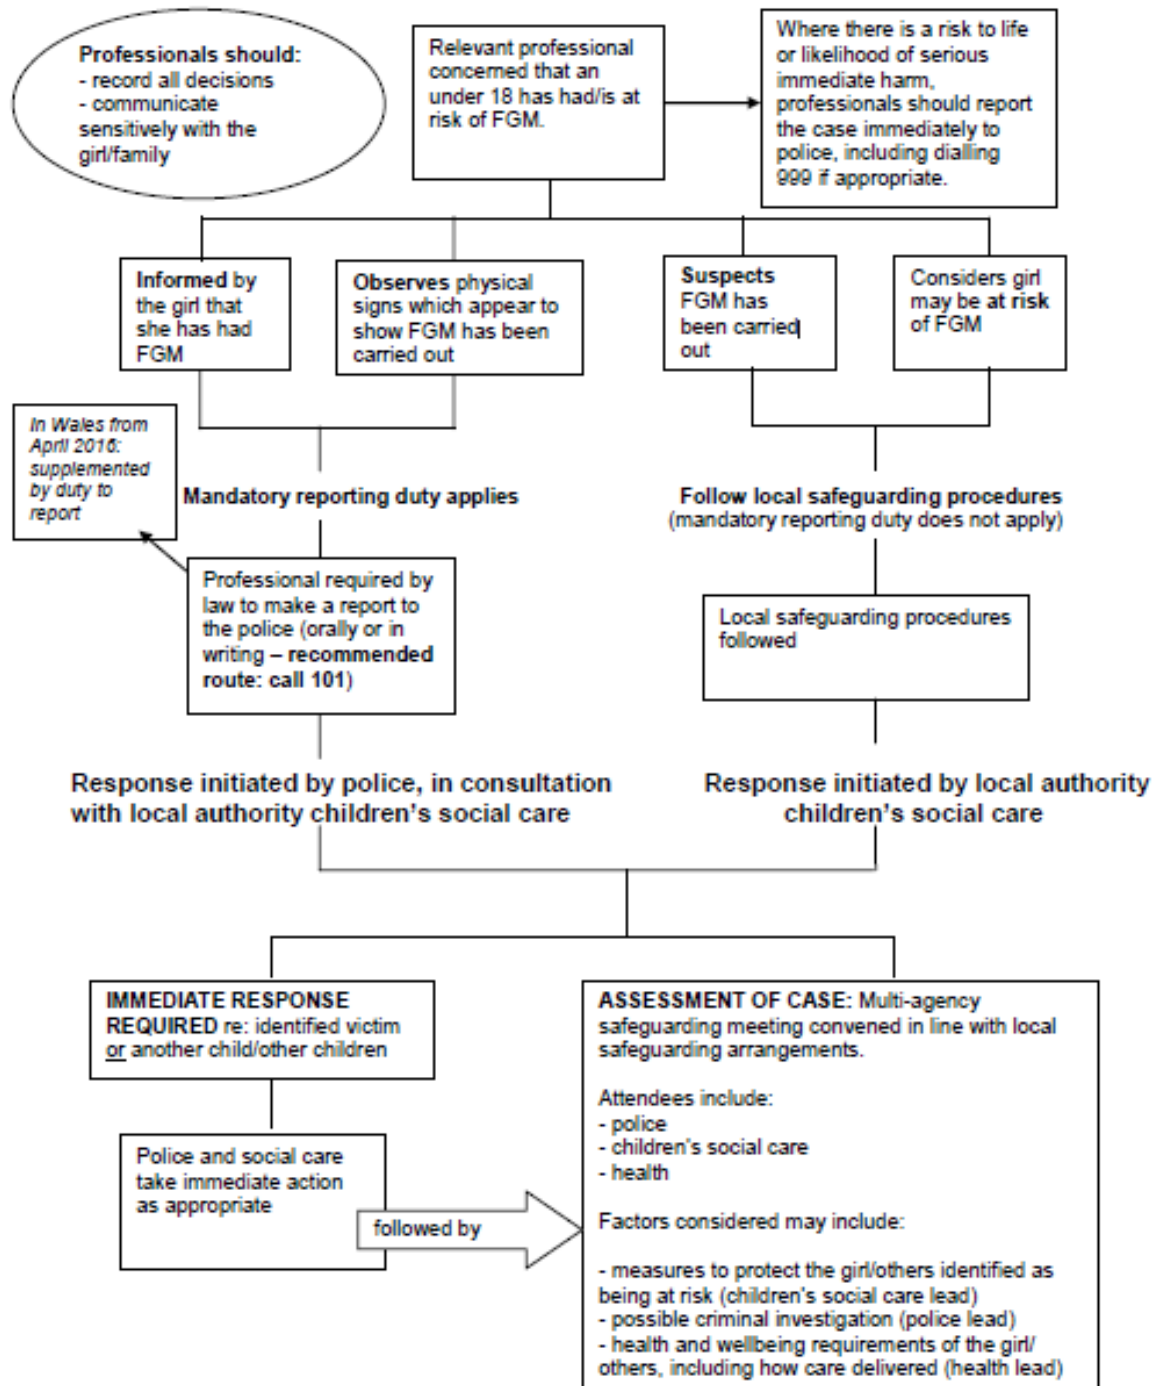 Professionals should:
- record all decisions
- communicate
sensitively with the
girl/family
Relevant professional
concerned that an
under 18 has had/is at
risk of FGM.
Where there is a risk to life
or likelihood of serious
immediate harm,
professionals should report
the case immediately to
police, including dialling
999 if appropriate.
Informed by
the girl that
she has had
FGM
Observes physical
signs which appear to
show FGM has been
carried out
Suspects
FGM has
been carried
out
Considers girl
may be at risk
of FGM
In Wales from
April 2016:
supplemented
by duty to
report
Mandatory reporting duty applies
Follow local safeguarding procedures
(mandatory reporting duty does not apply)
Professional required by
law to make a report to
the police (orally or in
writing – recommended
route: call 101)
Local safeguarding procedures
followed
Response initiated by police, in consultation
with local authority children's social care
Response initiated by local authority
children's social care
IMMEDIATE RESPONSE
REQUIRED re: identified victim
or another child/other children
Police and social care
take immediate action
as appropriate
followed by
ASSESSMENT OF CASE: Multi-agency
safeguarding meeting convened in line with local
safeguarding arrangements.
Attendees include:
- police
- children's social care
- health
Factors considered may include:
- measures to protect the girl/others identified as
being at risk (children's social care lead)
- possible criminal investigation (police lead)
- health and wellbeing requirements of the girl/
others, including how care delivered (health lead)